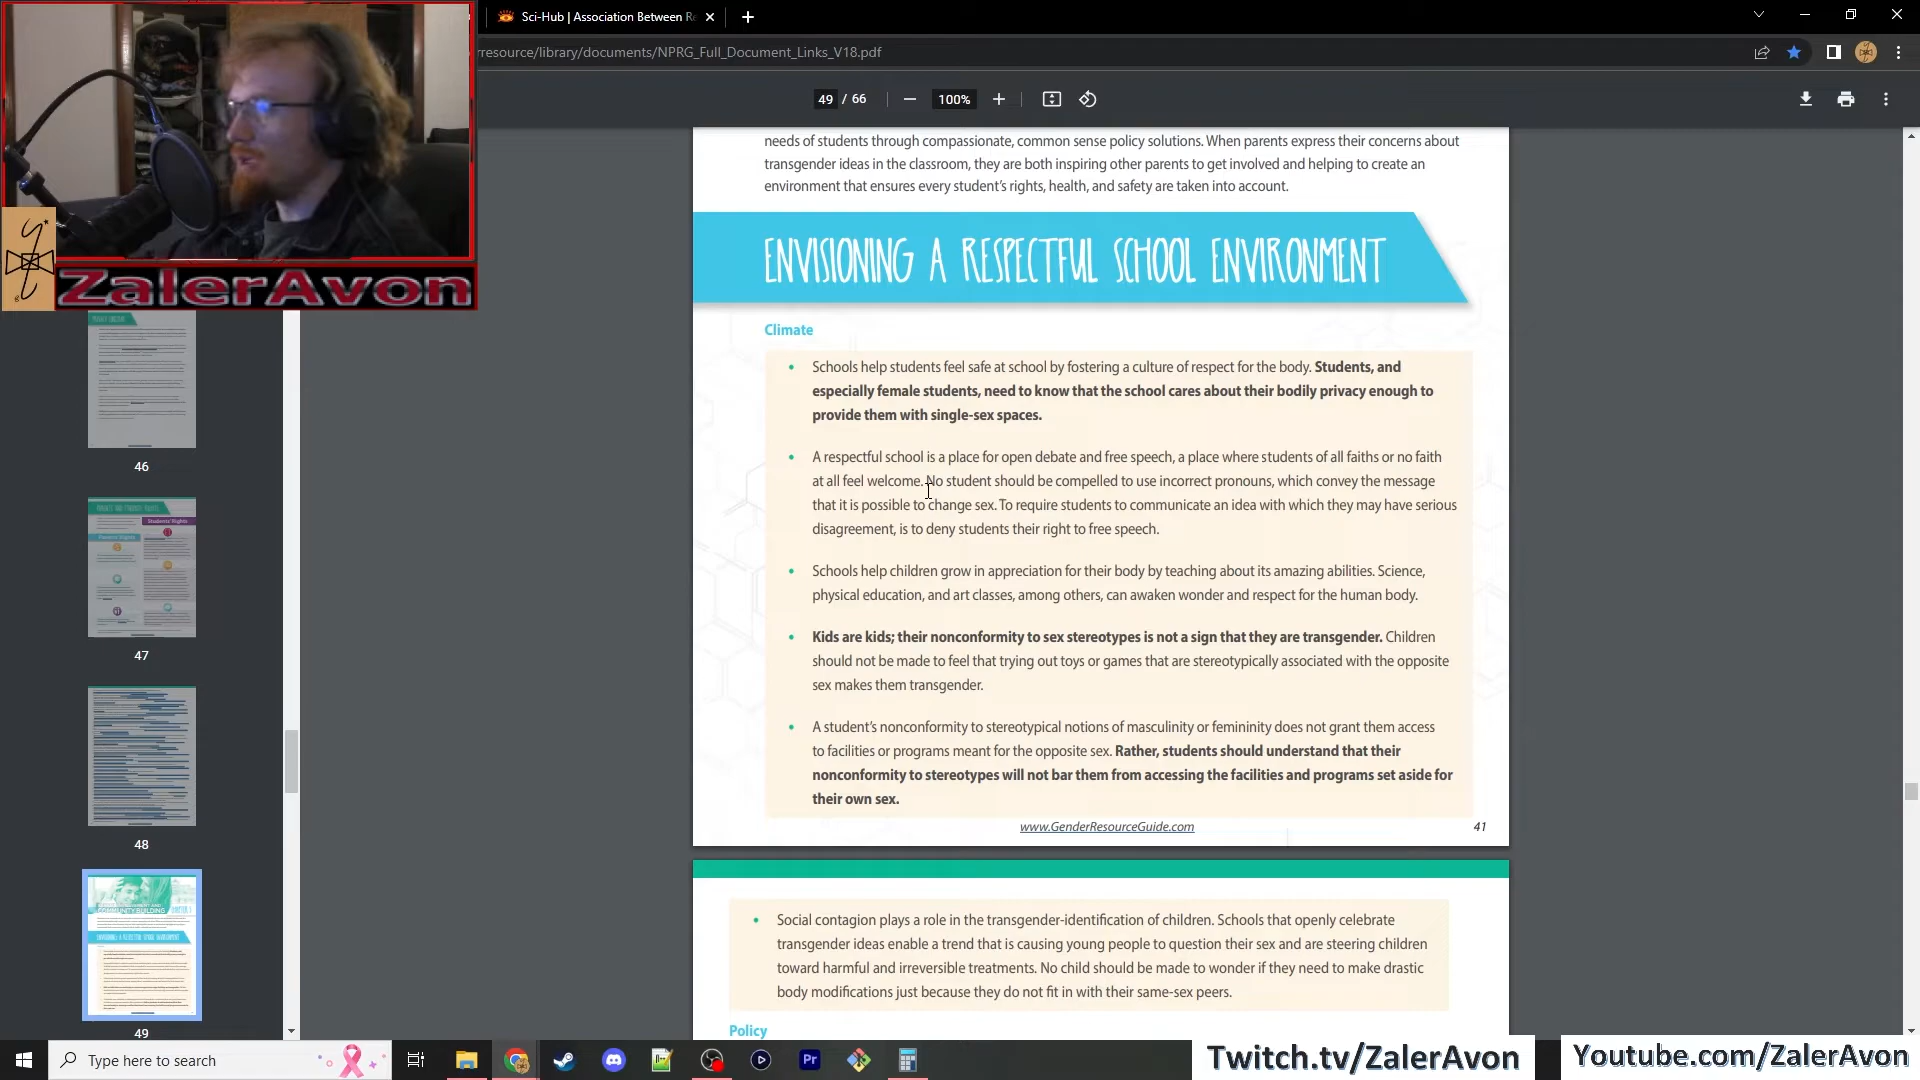 Sci-Hub | Association Between Re
rresource/library/documents/NPRG_Full_Document_Links_V18.pdf
49 / 66
100%
ZalerAvon
46
47
48
49
needs of students through compassionate, common sense policy solutions. When parents express their concerns about
transgender ideas in the classroom, they are both inspiring other parents to get involved and helping to create an
environment that ensures every student's rights, health, and safety are taken into account.
ENVISIONING A RESPECTFUL SCHOOL ENVIRONMENT
Climate
• Schools help students feel safe at school by fostering a culture of respect for the body. Students, and
especially female students, need to know that the school cares about their bodily privacy enough to
provide them with single-sex spaces.
• A respectful school is a place for open debate and free speech, a place where students of all faiths or no faith
at all feel welcome. No student should be compelled to use incorrect pronouns, which convey the message
that it is possible to change sex. To require students to communicate an idea with which they may have serious
disagreement, is to deny students their right to free speech.
• Schools help children grow in appreciation for their body by teaching about its amazing abilities. Science,
physical education, and art classes, among others, can awaken wonder and respect for the human body.
• Kids are kids; their nonconformity to sex stereotypes is not a sign that they are transgender. Children
should not be made to feel that trying out toys or games that are stereotypically associated with the opposite
sex makes them transgender.
• A student's nonconformity to stereotypical notions of masculinity or femininity does not grant them access
to facilities or programs meant for the opposite sex. Rather, students should understand that their
nonconformity to stereotypes will not bar them from accessing the facilities and programs set aside for
their own sex.
www.GenderResourceGuide.com
41
• Social contagion plays a role in the transgender-identification of children. Schools that openly celebrate
transgender ideas enable a trend that is causing young people to question their sex and are steering children
toward harmful and irreversible treatments. No child should be made to wonder if they need to make drastic
body modifications just because they do not fit in with their same-sex peers.
Policy
Type here to search
Pr
Twitch.tv/ZalerAvon
Youtube.com/ZalerAvon